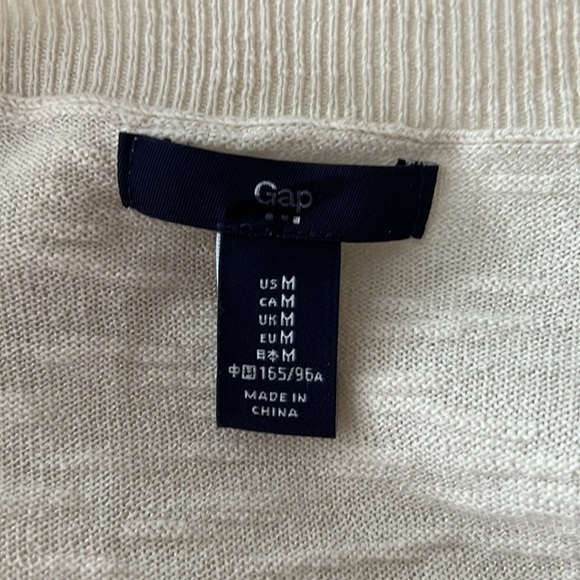 Gap
US M
CA M
UK M
EU M
日本 M
中国 165/96A
MADE IN
CHINA